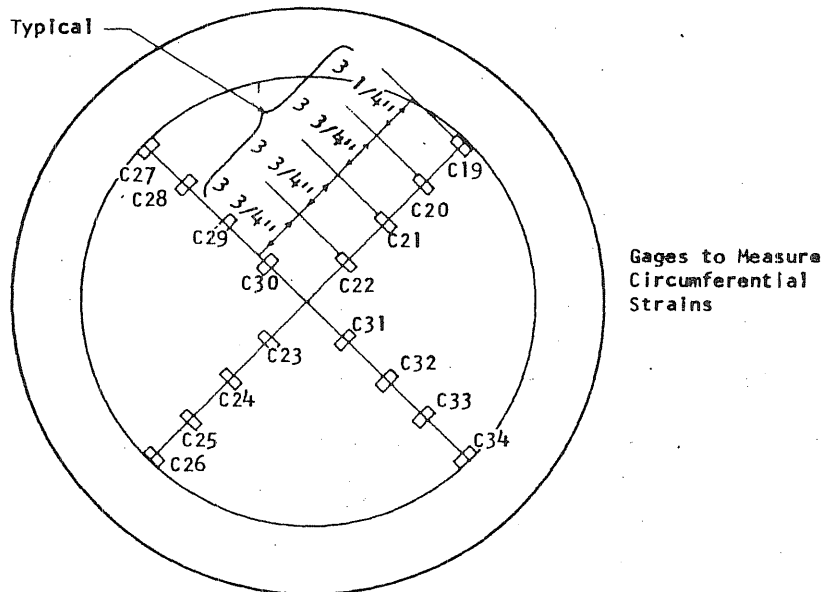 Typical
3 1/4"
3 3/4"
3 3/4"
3 3/4"
C27
C28
C29
C30
C19
C20
C21
C22
Gages to Measure
Circumferential
Strains
C23
C24
C25
C26
C31
C32
C33
C34